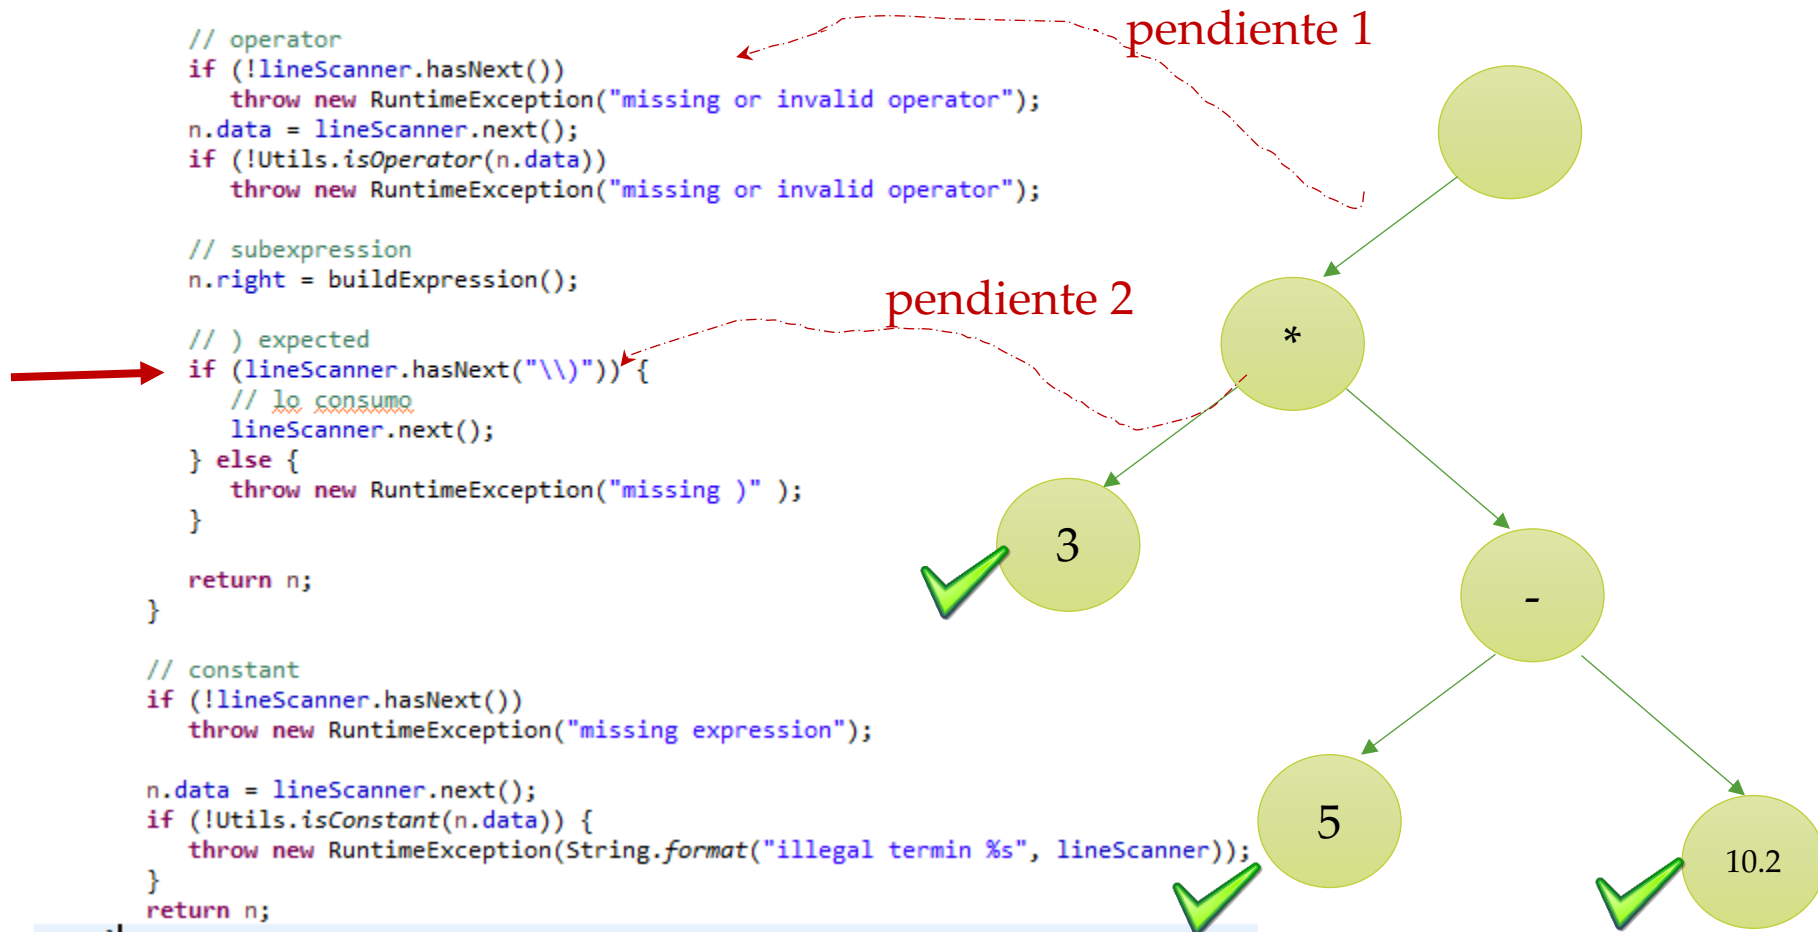 // operator
if (!lineScanner.hasNext())
throw new RuntimeException("missing or invalid operator");
n.data = lineScanner.next();
if (!Utils.isOperator(n.data))
throw new RuntimeException("missing or invalid operator");
// subexpression
n.right = buildExpression();
// ) expected
if (lineScanner.hasNext("\\)")) {
// lo consumo
lineScanner.next();
} else {
throw new RuntimeException("missing )" );
}
return n;
}
// constant
if (!lineScanner.hasNext())
throw new RuntimeException("missing expression");
n.data = lineScanner.next();
if (!Utils.isConstant(n.data)) {
throw new RuntimeException(String.format("illegal termin %s", lineScanner));
}
return n;
pendiente 1
pendiente 2
*
3
-
5
10.2